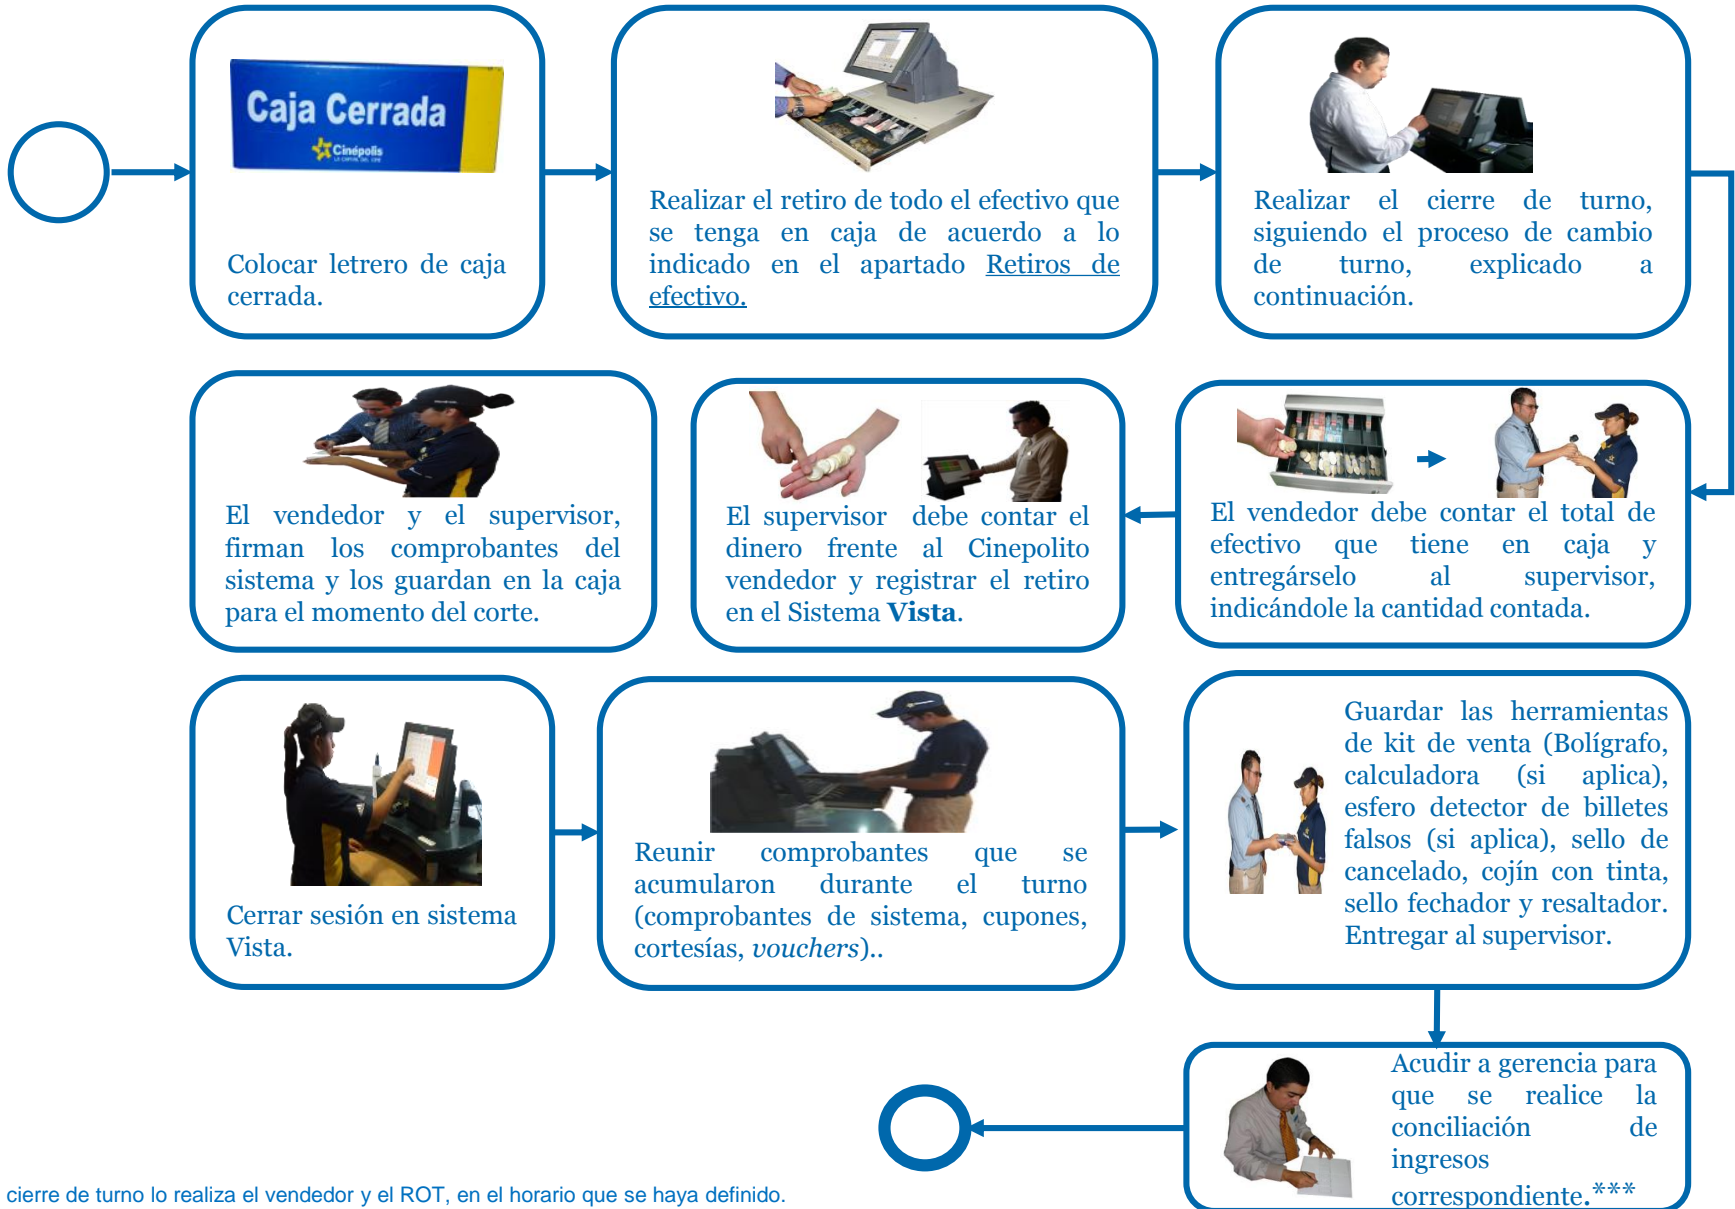 Caja Cerrada
Cinépolis
LA CAPITAL DEL CINE
Colocar letrero de caja
cerrada.
Realizar el retiro de todo el efectivo que
se tenga en caja de acuerdo a lo
indicado en el apartado Retiros de
efectivo.
Realizar el cierre de turno,
siguiendo el proceso de cambio
de turno, explicado a
continuación.
El vendedor debe contar el total de
efectivo que tiene en caja y
entregárselo al supervisor,
indicándole la cantidad contada.
El supervisor debe contar el
dinero frente al Cinepolito
vendedor y registrar el retiro
en el Sistema Vista.
El vendedor y el supervisor,
firman los comprobantes del
sistema y los guardan en la caja
para el momento del corte.
Cerrar sesión en sistema
Vista.
Reunir comprobantes que se
acumularon durante el turno
(comprobantes de sistema, cupones,
cortesías, vouchers)..
Guardar las herramientas
de kit de venta (Bolígrafo,
calculadora (si aplica),
esfero detector de billetes
falsos (si aplica), sello de
cancelado, cojín con tinta,
sello fechador y resaltador.
Entregar al supervisor.
Acudir a gerencia para
que se realice la
conciliación de
ingresos
correspondiente.***
cierre de turno lo realiza el vendedor y el ROT, en el horario que se haya definido.